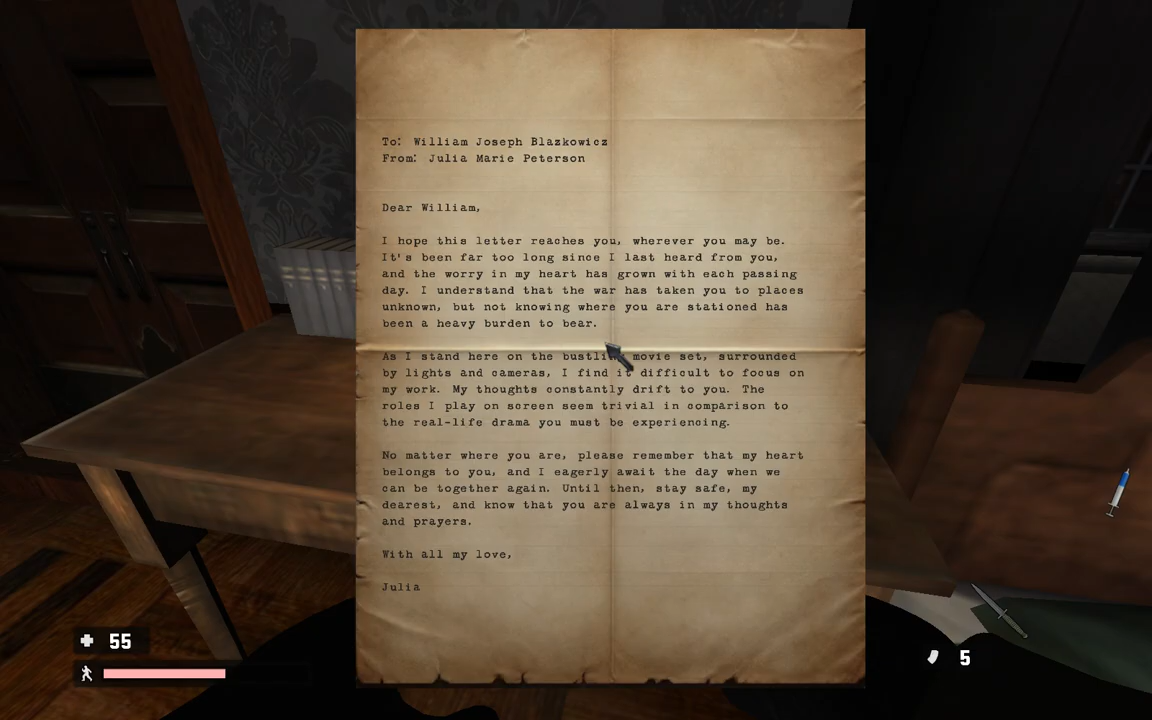 To: William Joseph Blazkowicz
From: Julia Marie Peterson
Dear William,
I hope this letter reaches you, wherever you may be.
It's been far too long since I last heard from you,
and the worry in my heart has grown with each passing
day. I understand that the war has taken you to places
unknown, but not knowing where you are stationed has
been a heavy burden to bear.
As I stand here on the bustling movie set, surrounded
by lights and cameras, I find it difficult to focus on
my work. My thoughts constantly drift to you. The
roles I play on screen seem trivial in comparison to
the real-life drama you must be experiencing.
No matter where you are, please remember that my heart
belongs to you, and I eagerly await the day when we
can be together again. Until then, stay safe, my
dearest, and know that you are always in my thoughts
and prayers.
With all my love,
Julia
55
5